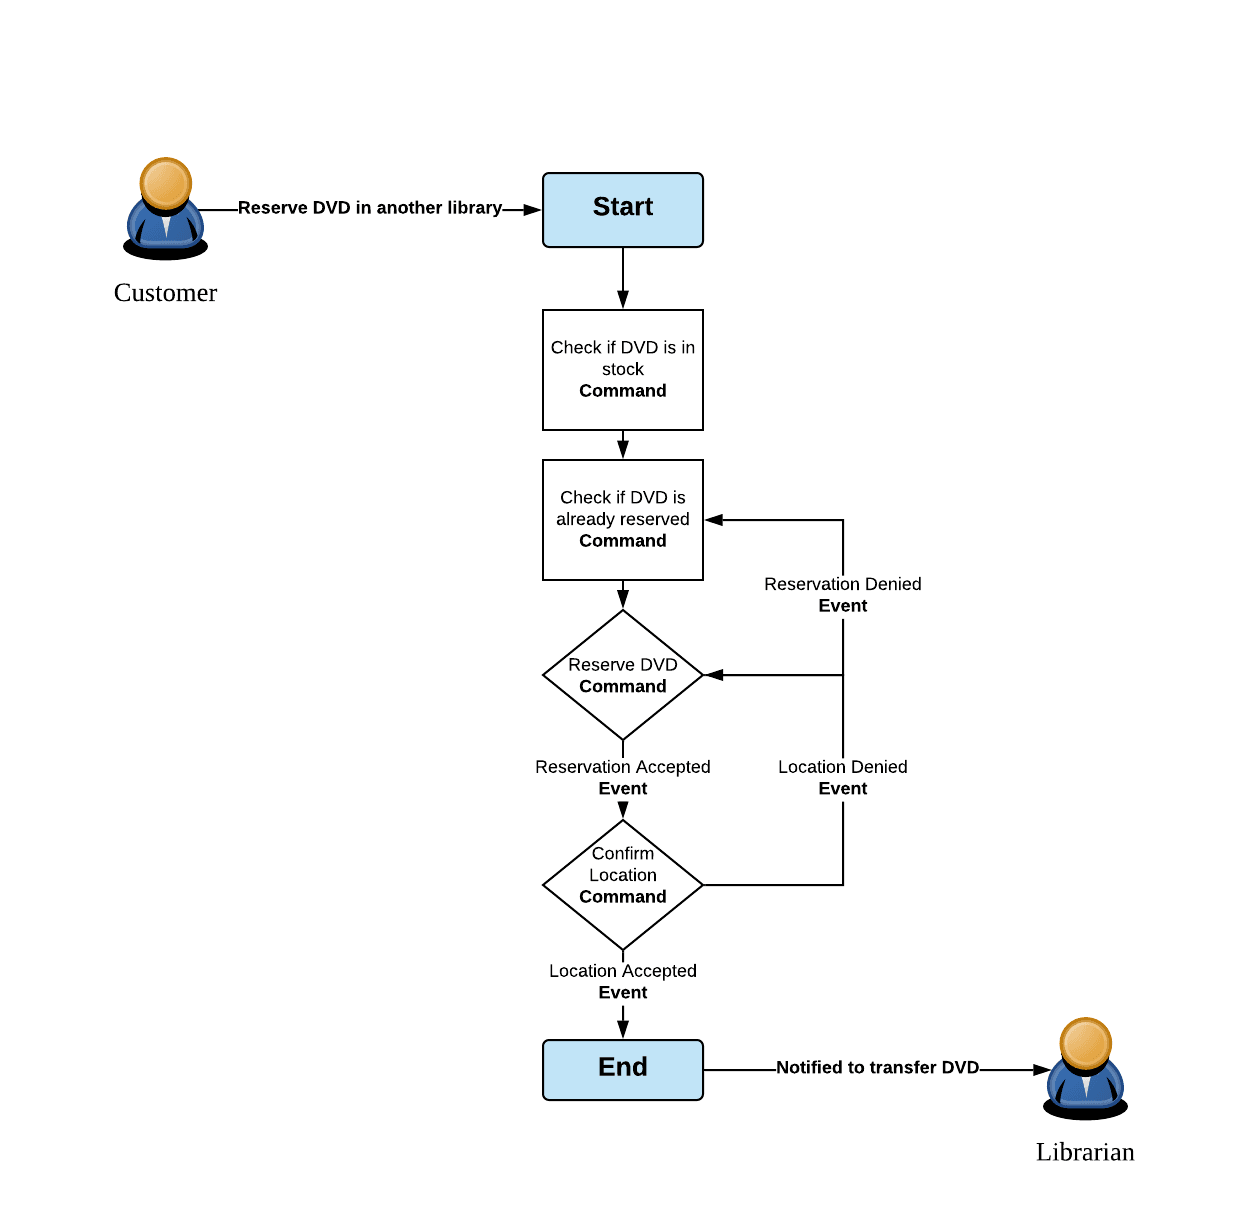 Reserve DVD in another library
Start
Customer
Check if DVD is in
stock
Command
Check if DVD is
already reserved
Command
Reservation Denied
Event
Reserve DVD
Command
Reservation Accepted
Event
Location Denied
Event
Confirm
Location
Command
Location Accepted
Event
End
Notified to transfer DVD
Librarian